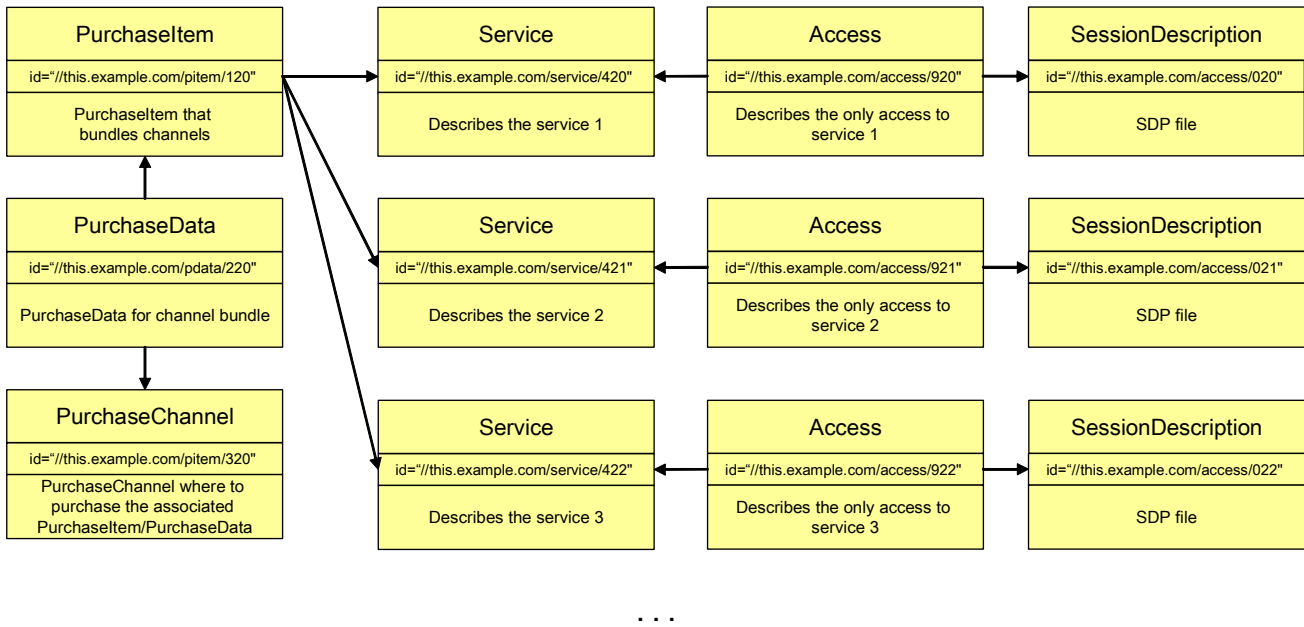 PurchaseItem
id=“//this.example.com/pitem/120"
PurchaseItem that
bundles channels
Service
id=“//this.example.com/service/420"
Describes the service 1
Access
id=“//this.example.com/access/920"
Describes the only access to
service 1
SessionDescription
id=“//this.example.com/access/020"
SDP file
PurchaseData
id=“//this.example.com/pdata/220"
PurchaseData for channel bundle
Service
id=“//this.example.com/service/421"
Describes the service 2
Access
id=“//this.example.com/access/921"
Describes the only access to
service 2
SessionDescription
id=“//this.example.com/access/021"
SDP file
PurchaseChannel
id=“//this.example.com/pitem/320"
PurchaseChannel where to
purchase the associated
PurchaseItem/PurchaseData
Service
id=“//this.example.com/service/422"
Describes the service 3
Access
id=“//this.example.com/access/922"
Describes the only access to
service 3
SessionDescription
id=“//this.example.com/access/022"
SDP file
...